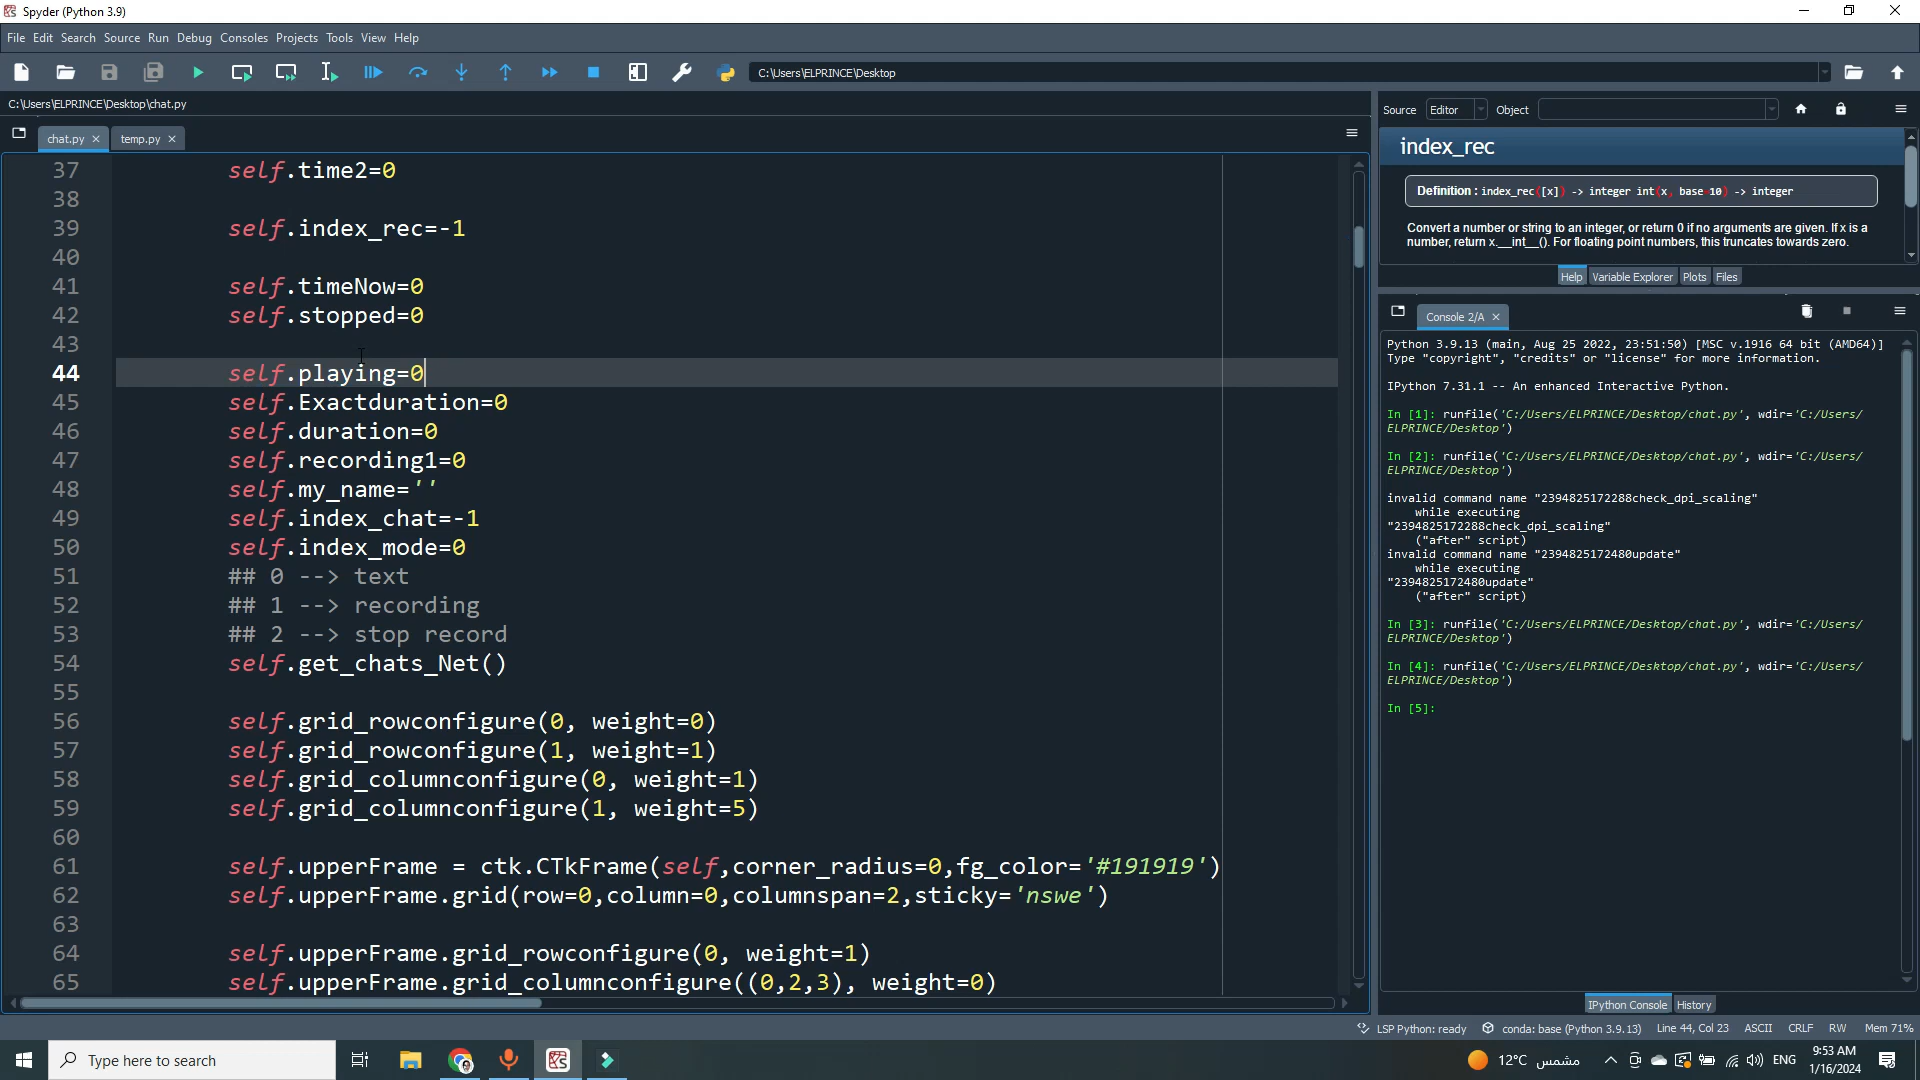 Spyder (Python 3.9)
File Edit Search Source Run Debug Consoles Projects Tools View Help
C:\Users\ELPRINCE\Desktop
C:\Users\ELPRINCE\Desktop\chat.py
chat.py
temp.py
37 self.time2=0
38
39 self.index_rec=-1
40
41 self.timeNow=0
42 self.stopped=0
43
44 self.playing=0
45 self.Exactduration=0
46 self.duration=0
47 self.recording1=0
48 self.my_name=''
49 self.index_chat=-1
50 self.index_mode=0
51 ## 0 --> text
52 ## 1 --> recording
53 ## 2 --> stop record
54 self.get_chats_Net()
55
56 self.grid_rowconfigure(0, weight=0)
57 self.grid_rowconfigure(1, weight=1)
58 self.grid_columnconfigure(0, weight=1)
59 self.grid_columnconfigure(1, weight=5)
60
61 self.upperFrame = ctk.CTkFrame(self,corner_radius=0,fg_color='#191919')
62 self.upperFrame.grid(row=0,column=0,columnspan=2,sticky='nswe')
63
64 self.upperFrame.grid_rowconfigure(0, weight=1)
65 self.upperFrame.grid_columnconfigure((0,2,3), weight=0)
Source Editor Object
index_rec
Definition : index_rec([x]) -> integer int(x, base=10) -> integer
Convert a number or string to an integer, or return 0 if no arguments are given. If x is a
number, return x.__int__(). For floating point numbers, this truncates towards zero.
Help Variable Explorer Plots Files
Console 2/A
Python 3.9.13 (main, Aug 25 2022, 23:51:50) [MSC v.1916 64 bit (AMD64)]
Type "copyright", "credits" or "license" for more information.
IPython 7.31.1 -- An enhanced Interactive Python.
In [1]: runfile('C:/Users/ELPRINCE/Desktop/chat.py', wdir='C:/Users/
ELPRINCE/Desktop')
In [2]: runfile('C:/Users/ELPRINCE/Desktop/chat.py', wdir='C:/Users/
ELPRINCE/Desktop')
invalid command name "2394825172288check_dpi_scaling"
while executing
"2394825172288check_dpi_scaling"
("after" script)
invalid command name "2394825172480update"
while executing
"2394825172480update"
("after" script)
In [3]: runfile('C:/Users/ELPRINCE/Desktop/chat.py', wdir='C:/Users/
ELPRINCE/Desktop')
In [4]: runfile('C:/Users/ELPRINCE/Desktop/chat.py', wdir='C:/Users/
ELPRINCE/Desktop')
In [5]:
IPython Console History
LSP Python: ready conda: base (Python 3.9.13) Line 44, Col 23 ASCII CRLF RW Mem 71%
Type here to search
12°C مشمس
ENG
9:53 AM
1/16/2024